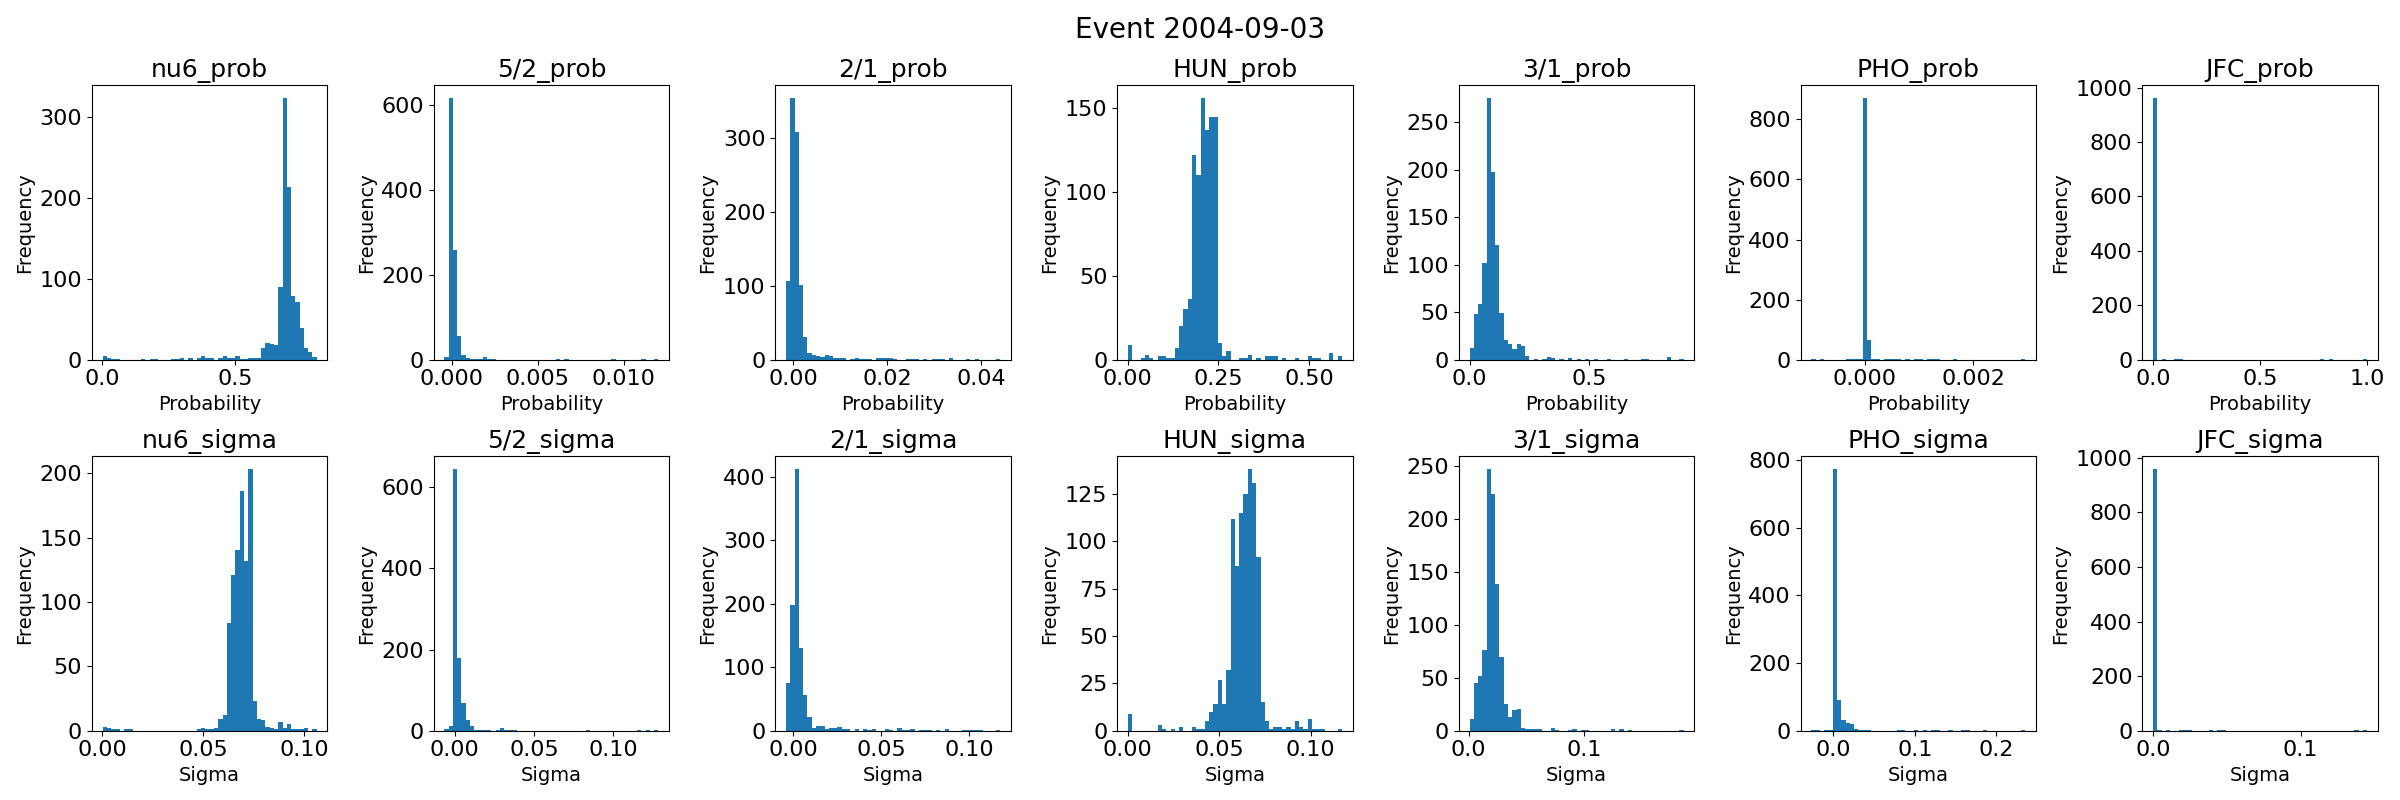 Event 2004-09-03
nu6_prob
Frequency
300
200
100
0
0.0 0.5
Probability
5/2_prob
Frequency
600
400
200
0
0.000 0.005 0.010
Probability
2/1_prob
Frequency
300
200
100
0
0.00 0.02 0.04
Probability
HUN_prob
Frequency
150
100
50
0
0.00 0.25 0.50
Probability
3/1_prob
Frequency
250
200
150
100
50
0
0.0 0.5
Probability
PHO_prob
Frequency
800
600
400
200
0
0.000 0.002
Probability
JFC_prob
Frequency
1000
800
600
400
200
0
0.0 0.5 1.0
Probability
nu6_sigma
Frequency
200
150
100
50
0
0.00 0.05 0.10
Sigma
5/2_sigma
Frequency
600
400
200
0
0.00 0.05 0.10
Sigma
2/1_sigma
Frequency
400
300
200
100
0
0.00 0.05 0.10
Sigma
HUN_sigma
Frequency
125
100
75
50
25
0
0.00 0.05 0.10
Sigma
3/1_sigma
Frequency
250
200
150
100
50
0
0.0 0.1
Sigma
PHO_sigma
Frequency
800
600
400
200
0
0.0 0.1 0.2
Sigma
JFC_sigma
Frequency
1000
800
600
400
200
0
0.0 0.1
Sigma